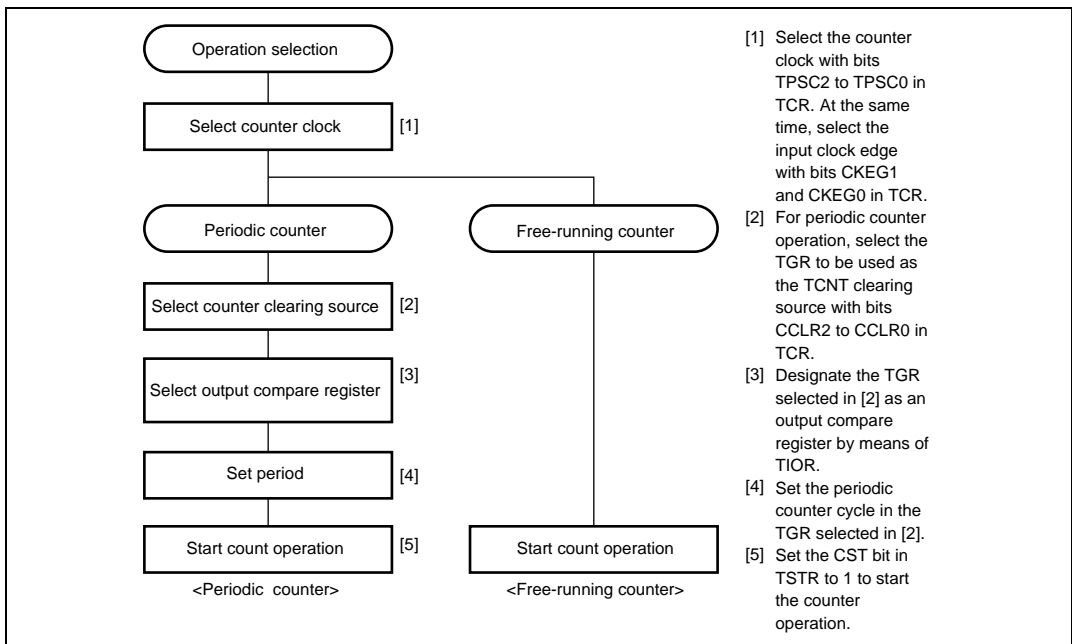 Operation selection
Select counter clock
[1]
Periodic counter
Free-running counter
Select counter clearing source
[2]
Select output compare register
[3]
Set period
[4]
Start count operation
[5]
Start count operation
<Periodic counter>
<Free-running counter>
[1] Select the counter
clock with bits
TPSC2 to TPSC0 in
TCR. At the same
time, select the
input clock edge
with bits CKEG1
and CKEG0 in TCR.
[2] For periodic counter
operation, select the
TGR to be used as
the TCNT clearing
source with bits
CCLR2 to CCLR0 in
TCR.
[3] Designate the TGR
selected in [2] as an
output compare
register by means of
TIOR.
[4] Set the periodic
counter cycle in the
TGR selected in [2].
[5] Set the CST bit in
TSTR to 1 to start
the counter
operation.